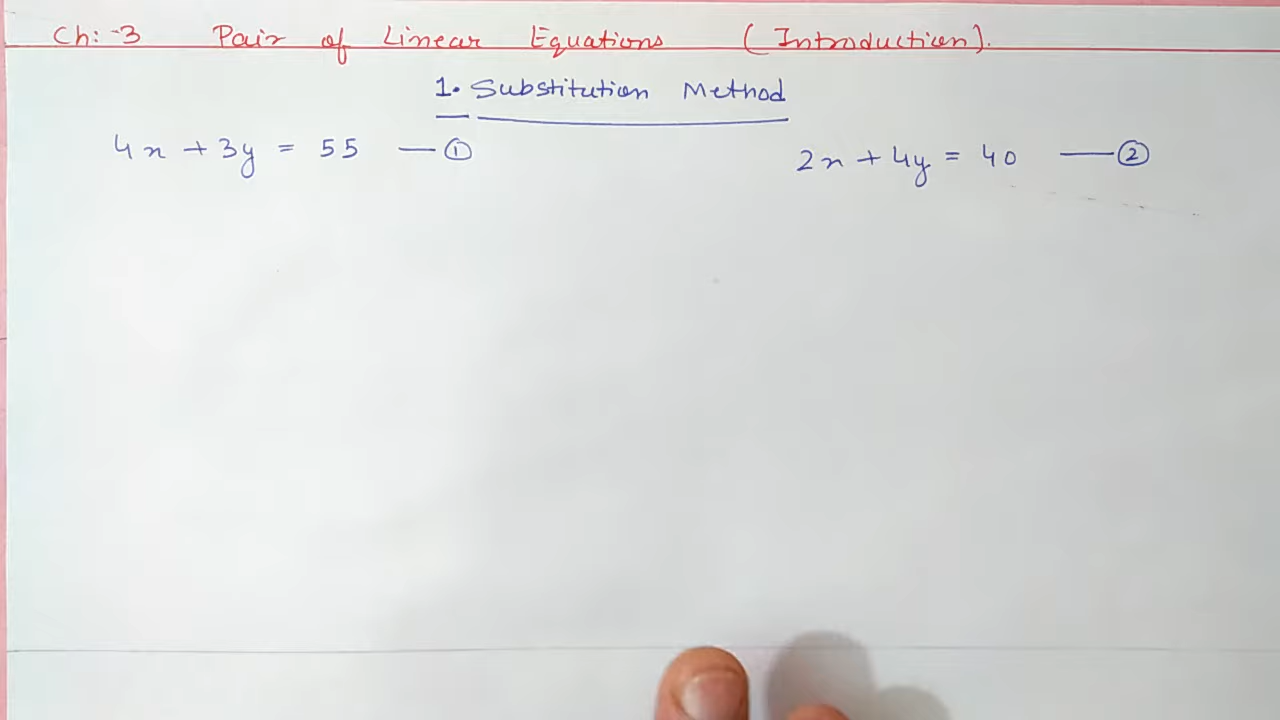 Ch:-3 Pair of Linear Equations (Introduction).
1. Substitution Method
4x + 3y = 55 — ①
2x + 4y = 40 — ②